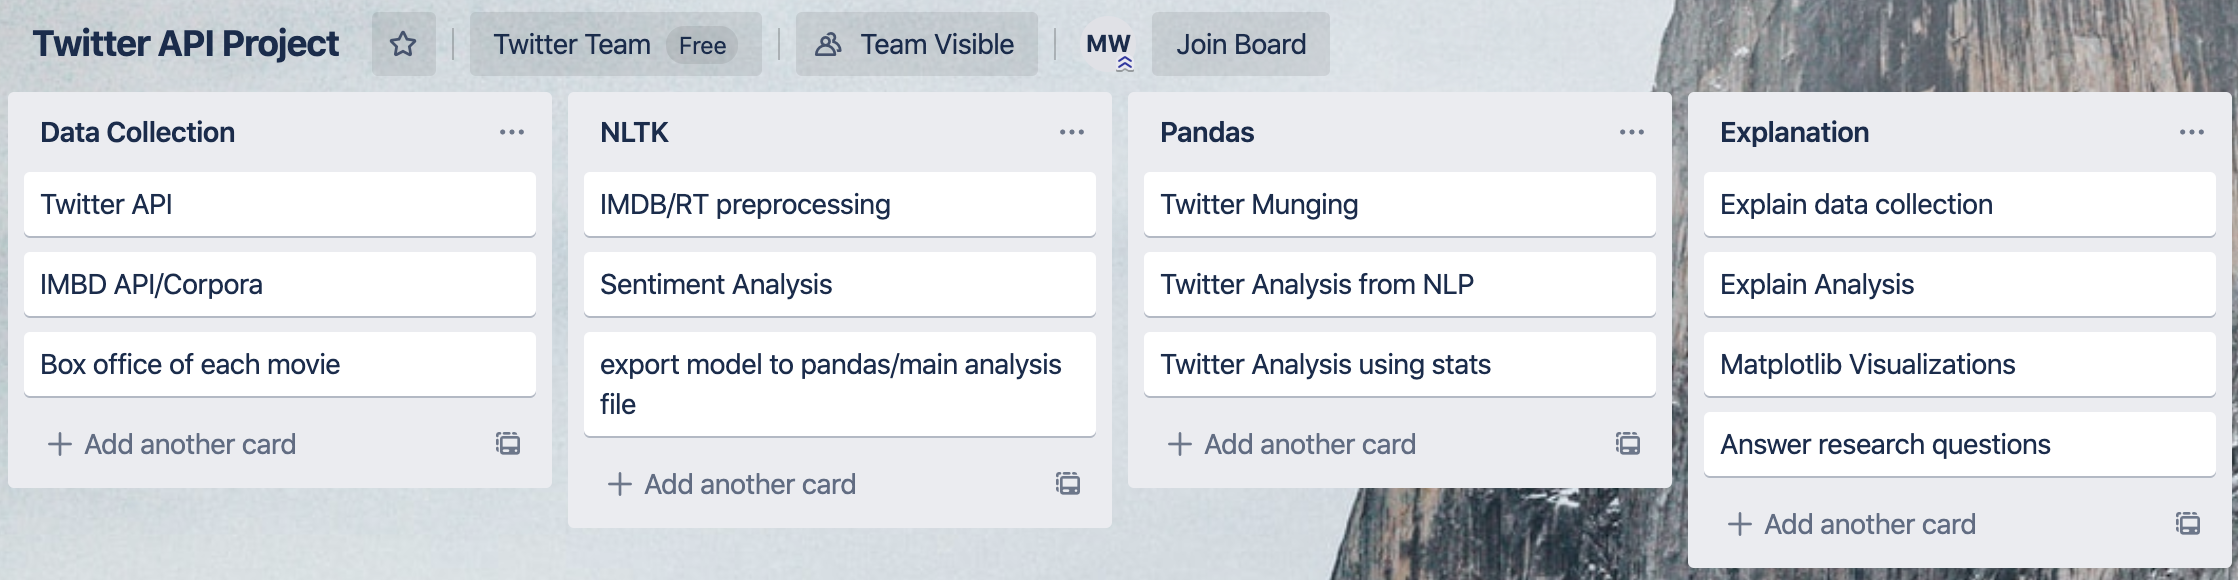 Twitter API Project
Twitter Team Free
Team Visible
MW
Join Board
Data Collection
Twitter API
IMBD API/Corpora
Box office of each movie
Add another card
NLTK
IMDB/RT preprocessing
Sentiment Analysis
export model to pandas/main analysis
file
Add another card
Pandas
Twitter Munging
Twitter Analysis from NLP
Twitter Analysis using stats
Add another card
Explanation
Explain data collection
Explain Analysis
Matplotlib Visualizations
Answer research questions
Add another card